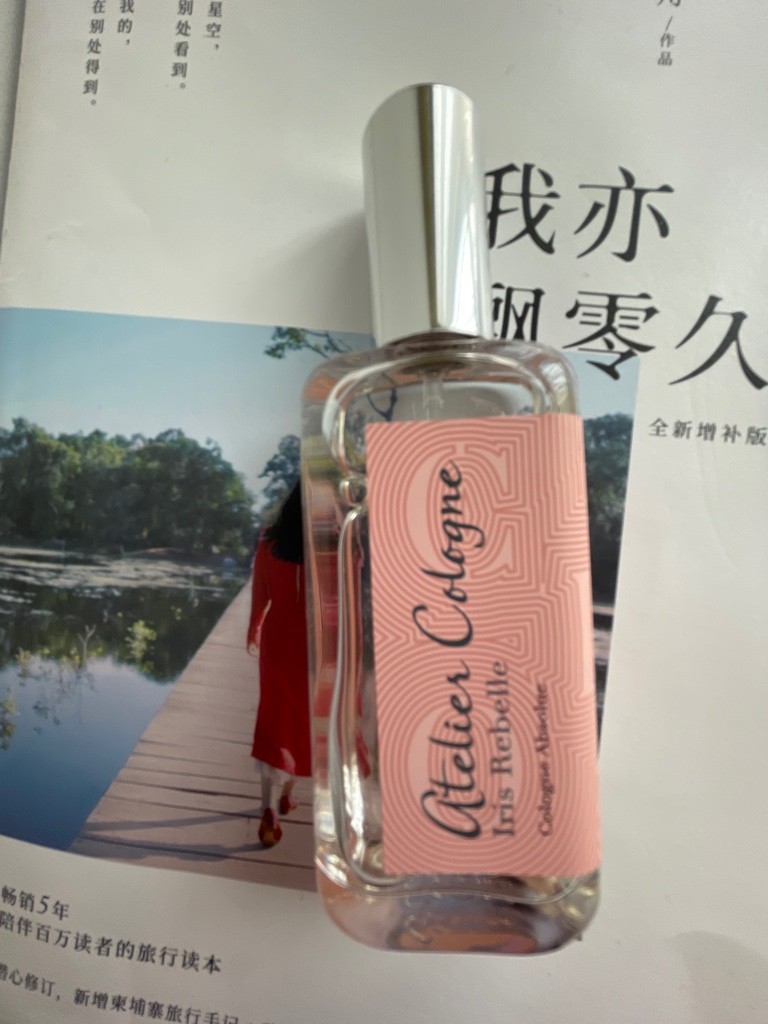 星空，
别处看到。
我的，
在别处得到。
/作品
我亦
飘零久
全新增补版
Atelier Cologne
Iris Rebelle
Cologne Absolue
畅销5年
陪伴百万读者的旅行读本
潜心修订，新增柬埔寨旅行手记